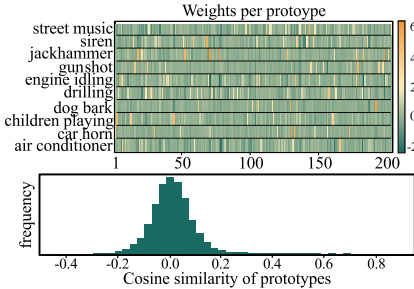 Weights per protoype
street music
siren
jackhammer
gunshot
engine idling
drilling
dog bark
children playing
car horn
air conditioner
1 50 100 150 200
6
4
2
0
-2
frequency
-0.4 -0.2 0.0 0.2 0.4 0.6 0.8
Cosine similarity of prototypes